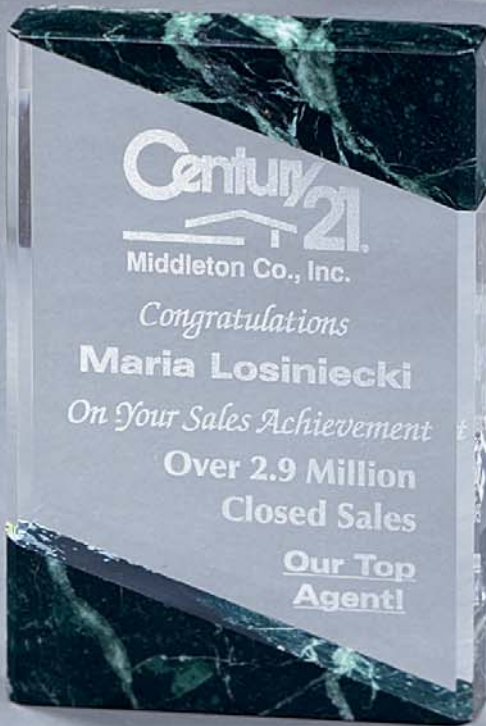 Century 21®
Middleton Co., Inc.
Congratulations
Maria Losiniecki
On Your Sales Achievement
Over 2.9 Million
Closed Sales
Our Top
Agent!